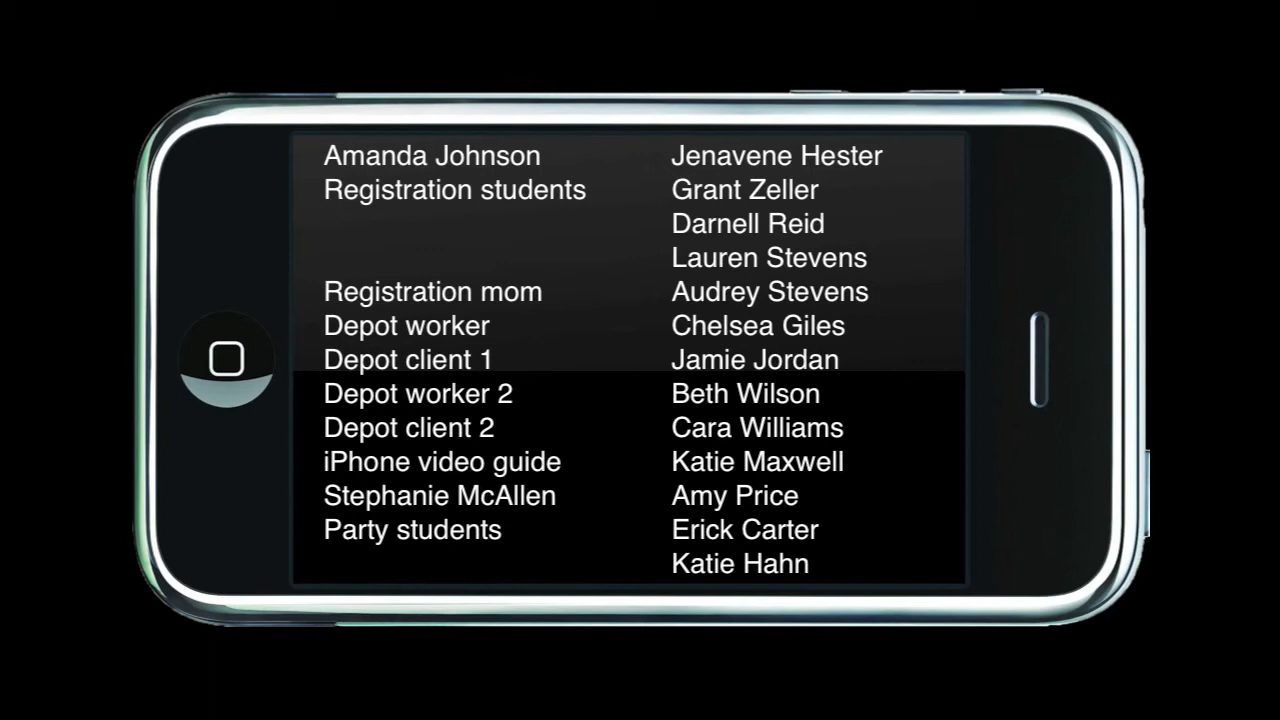 Amanda Johnson Jenavene Hester
Registration students Grant Zeller
Darnell Reid
Lauren Stevens
Registration mom Audrey Stevens
Depot worker Chelsea Giles
Depot client 1 Jamie Jordan
Depot worker 2 Beth Wilson
Depot client 2 Cara Williams
iPhone video guide Katie Maxwell
Stephanie McAllen Amy Price
Party students Erick Carter
Katie Hahn